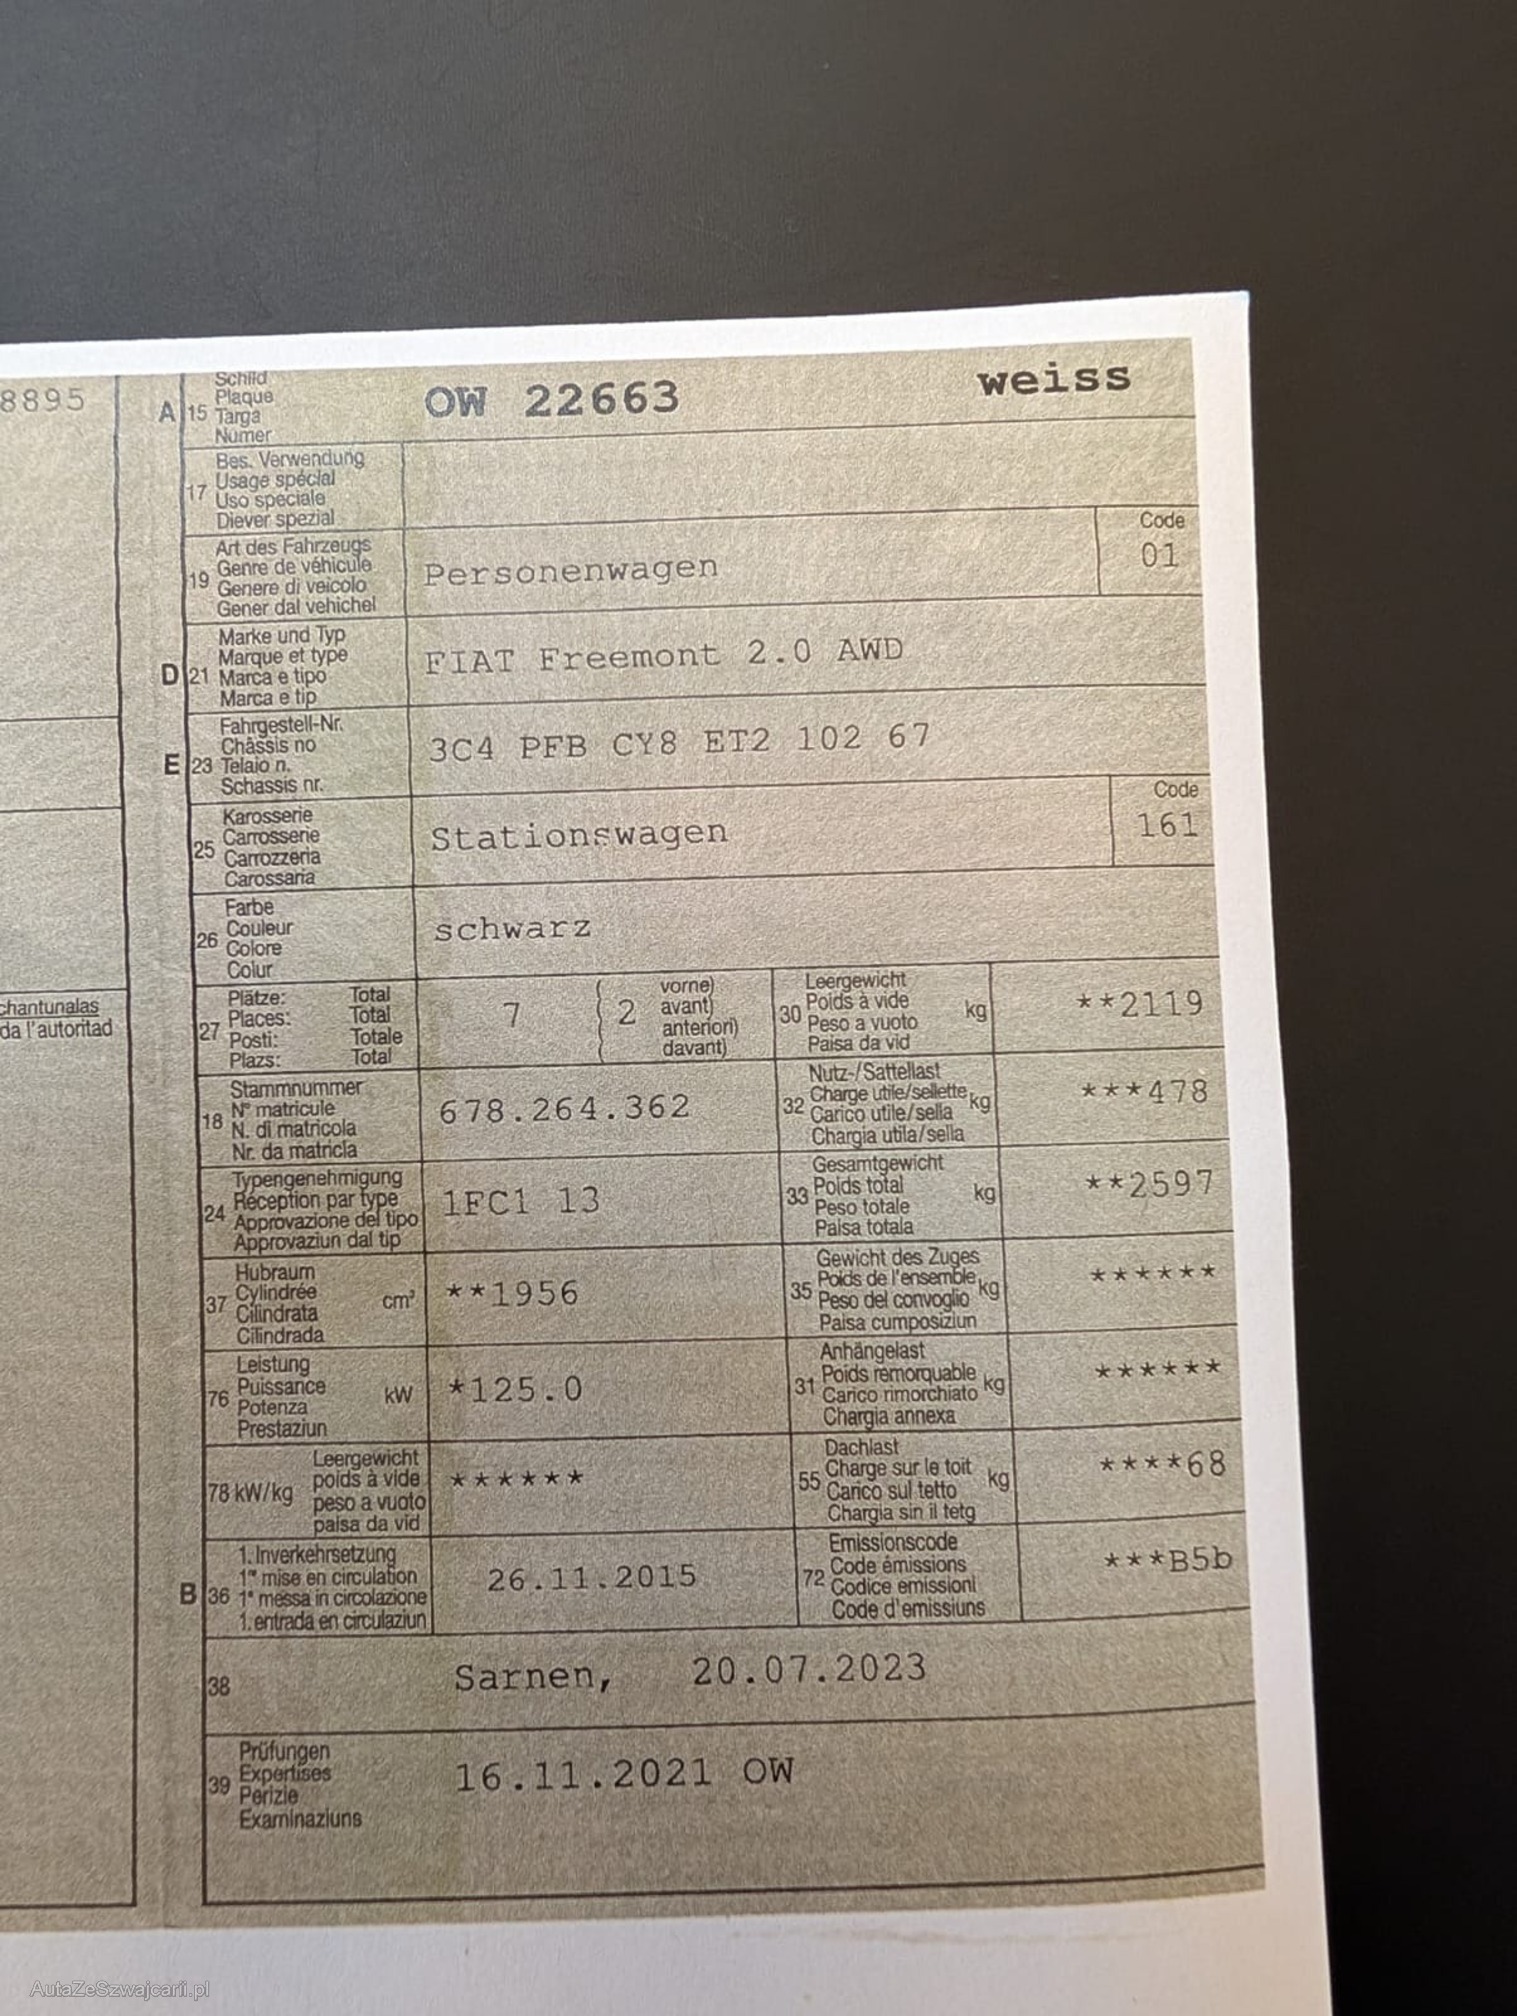 8895
chantunalas
da l'autoritad
A 15 Schild
Plaque
Targa
Numer
OW 22663 weiss
17 Bes. Verwendung
Usage spécial
Uso speciale
Diever spezial
19 Art des Fahrzeugs
Genre de véhicule
Genere di veicolo
Gener dal vehichel
Personenwagen
Code
01
D 21 Marke und Typ
Marque et type
Marca e tipo
Marca e tip
FIAT Freemont 2.0 AWD
E 23 Fahrgestell-Nr.
Châssis no
Telaio n.
Schassis nr.
3C4 PFB CY8 ET2 102 67
25 Karosserie
Carrosserie
Carrozzeria
Carossaria
Stationswagen
Code
161
26 Farbe
Couleur
Colore
Colur
schwarz
27 Plätze: Total
Places: Total
Posti: Totale
Plazs: Total
7 2
vorne)
avant)
anteriori)
davant)
30 Leergewicht
Poids à vide
Peso a vuoto
Paisa da vid
kg **2119
18 Stammnummer
N° matricule
N. di matricola
Nr. da matricla
678.264.362
32 Nutz-/Sattellast
Charge utile/sellette
Carico utile/sella
Chargia utila/sella
kg ***478
24 Typengenehmigung
Réception par type
Approvazione del tipo
Approvaziun dal tip
1FC1 13
33 Gesamtgewicht
Poids total
Peso totale
Paisa totala
kg **2597
37 Hubraum
Cylindrée
Cilindrata
Cilindrada
cm³ **1956
35 Gewicht des Zuges
Poids de l'ensemble
Peso del convoglio
Paisa cumposiziun
kg ******
76 Leistung
Puissance
Potenza
Prestaziun
kW *125.0
31 Anhängelast
Poids remorquable
Carico rimorchiato
Chargia annexa
kg ******
78 kW/kg
Leergewicht
poids à vide
peso a vuoto
paisa da vid
******
55 Dachlast
Charge sur le toit
Carico sul tetto
Chargia sin il tetg
kg ****68
B 36 1. Inverkehrsetzung
1re mise en circulation
1a messa in circolazione
1. entrada en circulaziun
26.11.2015
72 Emissionscode
Code émissions
Codice emissioni
Code d'emissiuns
***B5b
38 Sarnen, 20.07.2023
39 Prüfungen
Expertises
Perizie
Examinaziuns
16.11.2021 OW
AutaZeSzwajcarii.pl